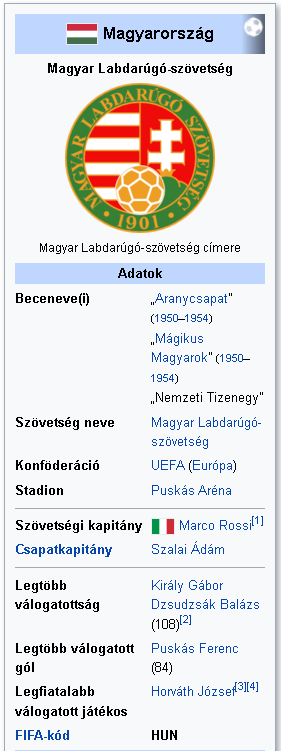 Magyarország
Magyar Labdarúgó-szövetség
MAGYAR LABDARÚGÓ SZÖVETSÉG
• 1901 •
Magyar Labdarúgó-szövetség címere
Adatok
Beceneve(i) „Aranycsapat”
(1950–1954)
„Mágikus
Magyarok” (1950–
1954)
„Nemzeti Tizenegy”
Szövetség neve Magyar Labdarúgó-
szövetség
Konföderáció UEFA (Európa)
Stadion Puskás Aréna
Szövetségi kapitány Marco Rossi[1]
Csapatkapitány Szalai Ádám
Legtöbb Király Gábor
válogatottság Dzsudzsák Balázs
(108)[2]
Legtöbb válogatott Puskás Ferenc
gól (84)
Legfiatalabb Horváth József[3][4]
válogatott játékos
FIFA-kód HUN